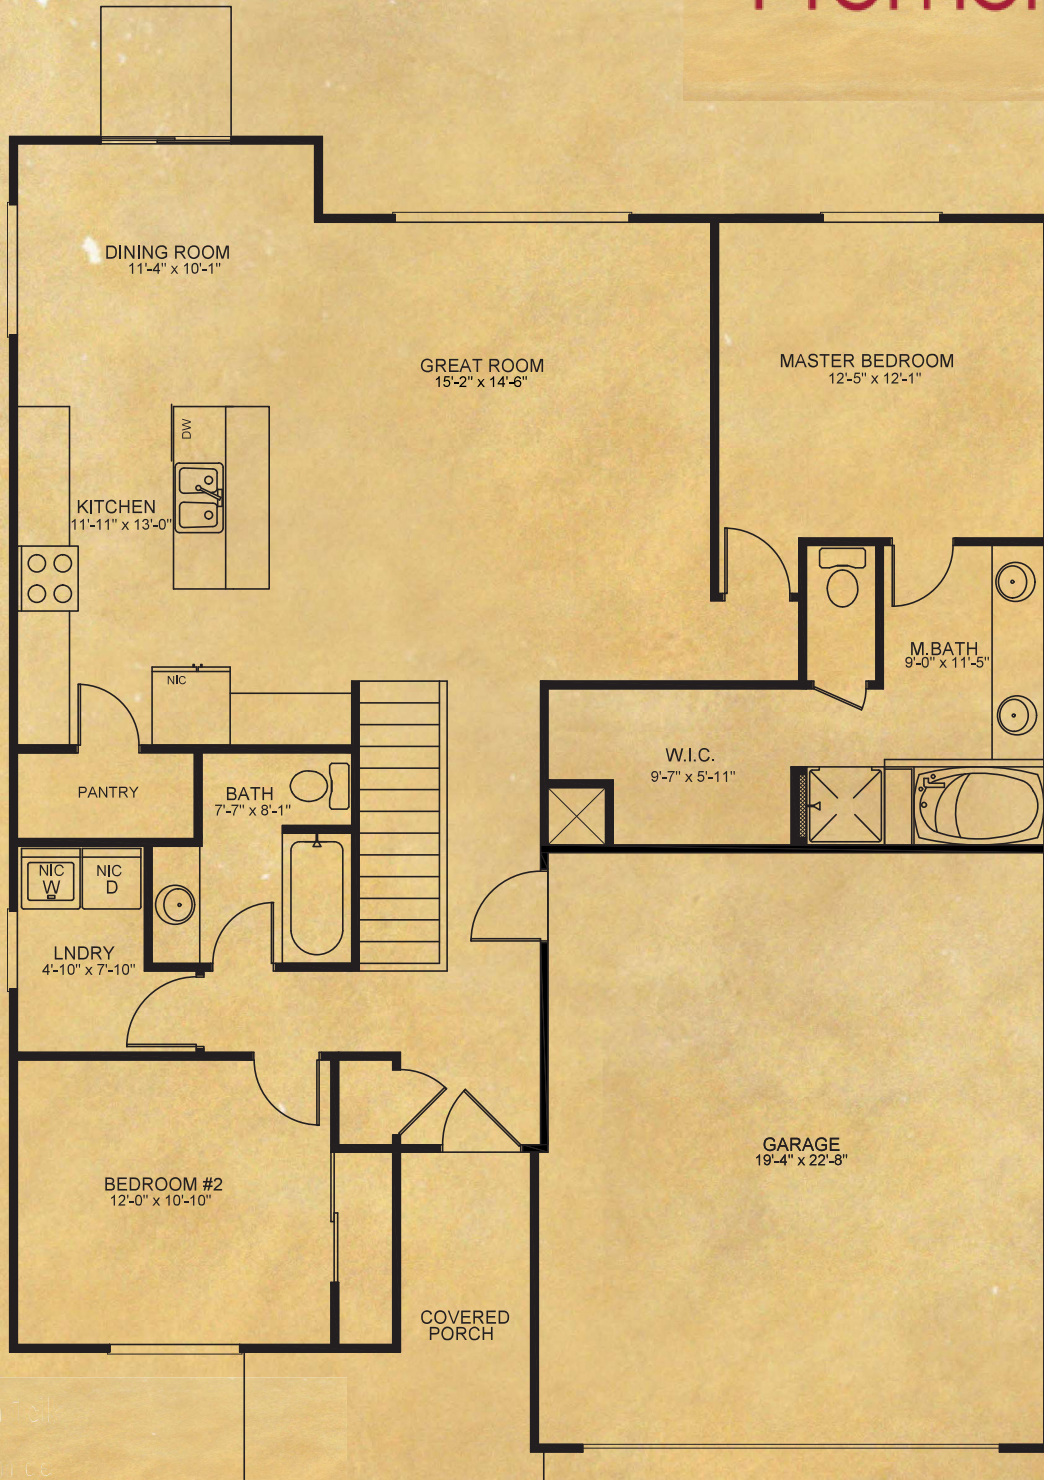 DINING ROOM
11'-4" x 10'-1"
GREAT ROOM
15'-2" x 14'-6"
MASTER BEDROOM
12'-5" x 12'-1"
DW
KITCHEN
11'-11" x 13'-0"
M.BATH
9'-0" x 11'-5"
NIC
W.I.C.
9'-7" x 5'-11"
PANTRY
BATH
7'-7" x 8'-1"
NIC
W
NIC
D
LNDRY
4'-10" x 7'-10"
GARAGE
19'-4" x 22'-8"
BEDROOM #2
12'-0" x 10'-10"
COVERED
PORCH